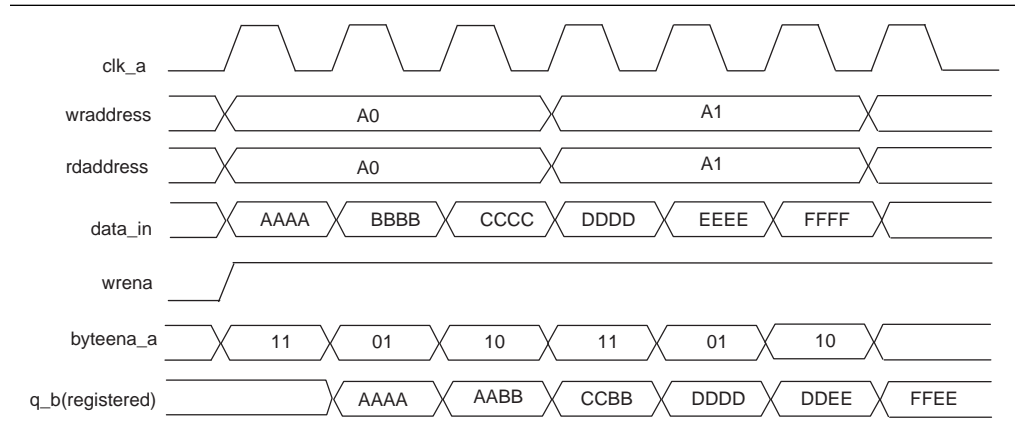 clk_a
wraddress A0 A1
rdaddress A0 A1
data_in AAAA BBBB CCCC DDDD EEEE FFFF
wrena
byteena_a 11 01 10 11 01 10
q_b(registered) AAAA AABB CCBB DDDD DDEE FFEE